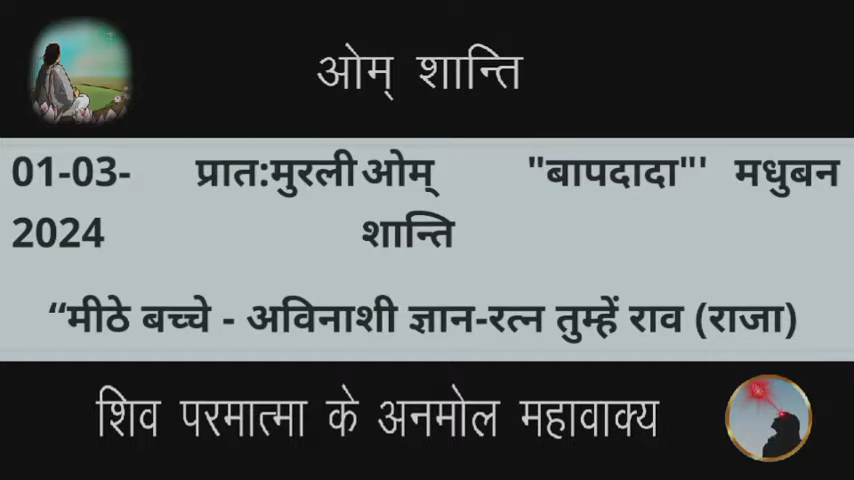 ओम् शान्ति
01-03-2024 प्रात:मुरली ओम् शान्ति "बापदादा"' मधुबन
“मीठे बच्चे - अविनाशी ज्ञान-रत्न तुम्हें राव (राजा)
शिव परमात्मा के अनमोल महावाक्य